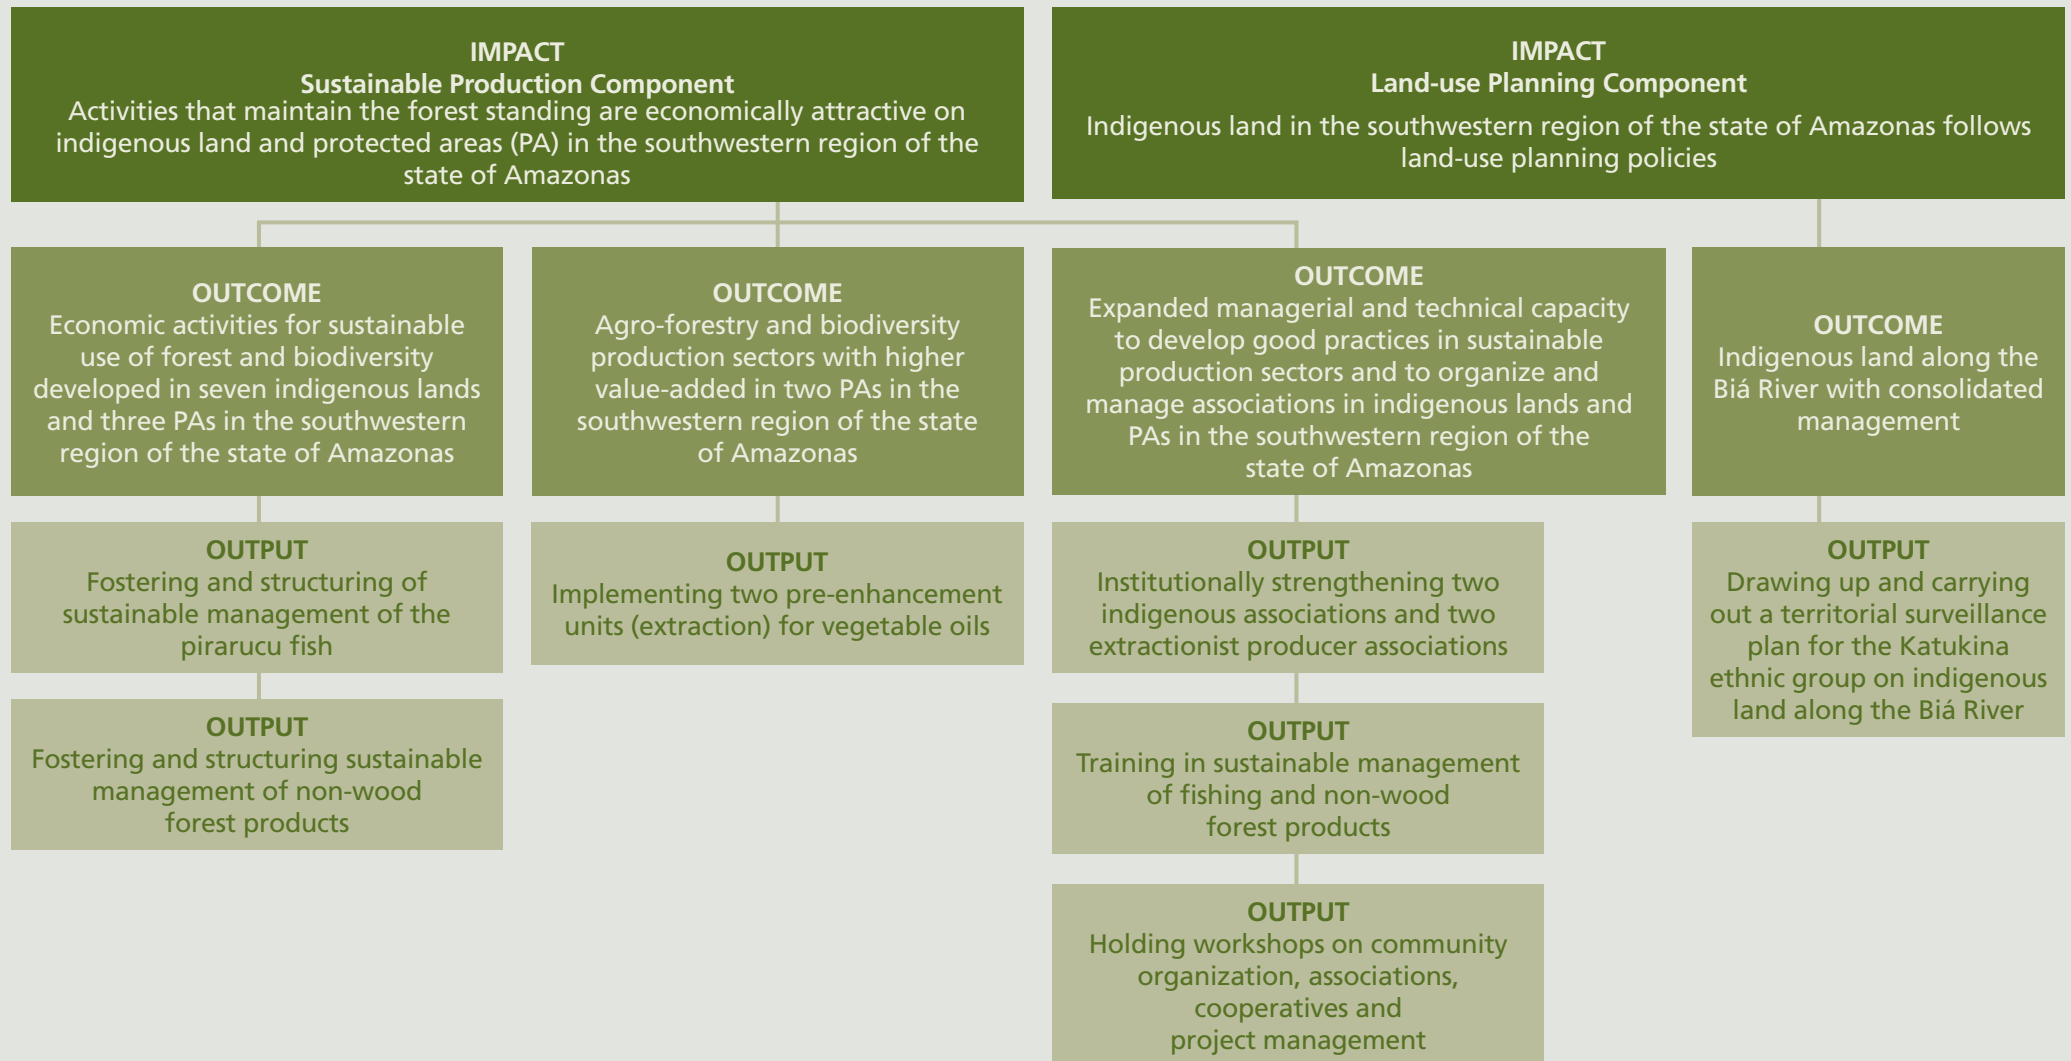 IMPACT
Sustainable Production Component
Activities that maintain the forest standing are economically attractive on
indigenous land and protected areas (PA) in the southwestern region of the
state of Amazonas
IMPACT
Land-use Planning Component
Indigenous land in the southwestern region of the state of Amazonas follows
land-use planning policies
OUTCOME
Economic activities for sustainable
use of forest and biodiversity
developed in seven indigenous lands
and three PAs in the southwestern
region of the state of Amazonas
OUTCOME
Agro-forestry and biodiversity
production sectors with higher
value-added in two PAs in the
southwestern region of the state
of Amazonas
OUTCOME
Expanded managerial and technical capacity
to develop good practices in sustainable
production sectors and to organize and
manage associations in indigenous lands and
PAs in the southwestern region of the
state of Amazonas
OUTCOME
Indigenous land along the
Biá River with consolidated
management
OUTPUT
Fostering and structuring of
sustainable management of the
pirarucu fish
OUTPUT
Fostering and structuring sustainable
management of non-wood
forest products
OUTPUT
Implementing two pre-enhancement
units (extraction) for vegetable oils
OUTPUT
Institutionally strengthening two
indigenous associations and two
extractionist producer associations
OUTPUT
Training in sustainable management
of fishing and non-wood
forest products
OUTPUT
Holding workshops on community
organization, associations,
cooperatives and
project management
OUTPUT
Drawing up and carrying
out a territorial surveillance
plan for the Katukina
ethnic group on indigenous
land along the Biá River